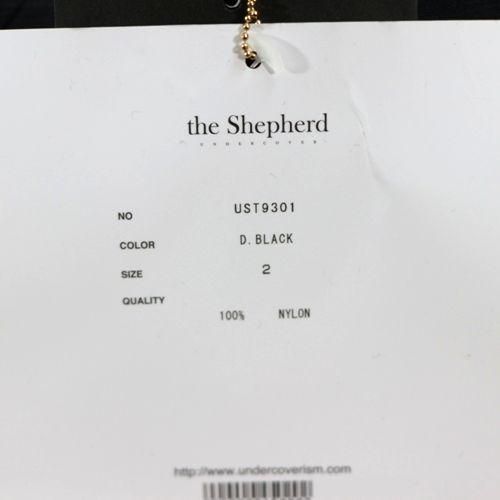 the Shepherd
UNDERCOVER
NO UST9301
COLOR D.BLACK
SIZE 2
QUALITY
100% NYLON
http://www.undercoverism.com